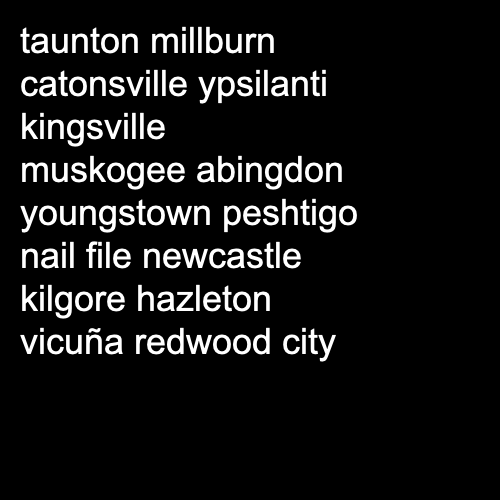 taunton millburn
catonsville ypsilanti
kingsville
muskogee abingdon
youngstown peshtigo
nail file newcastle
kilgore hazleton
vicuña redwood city